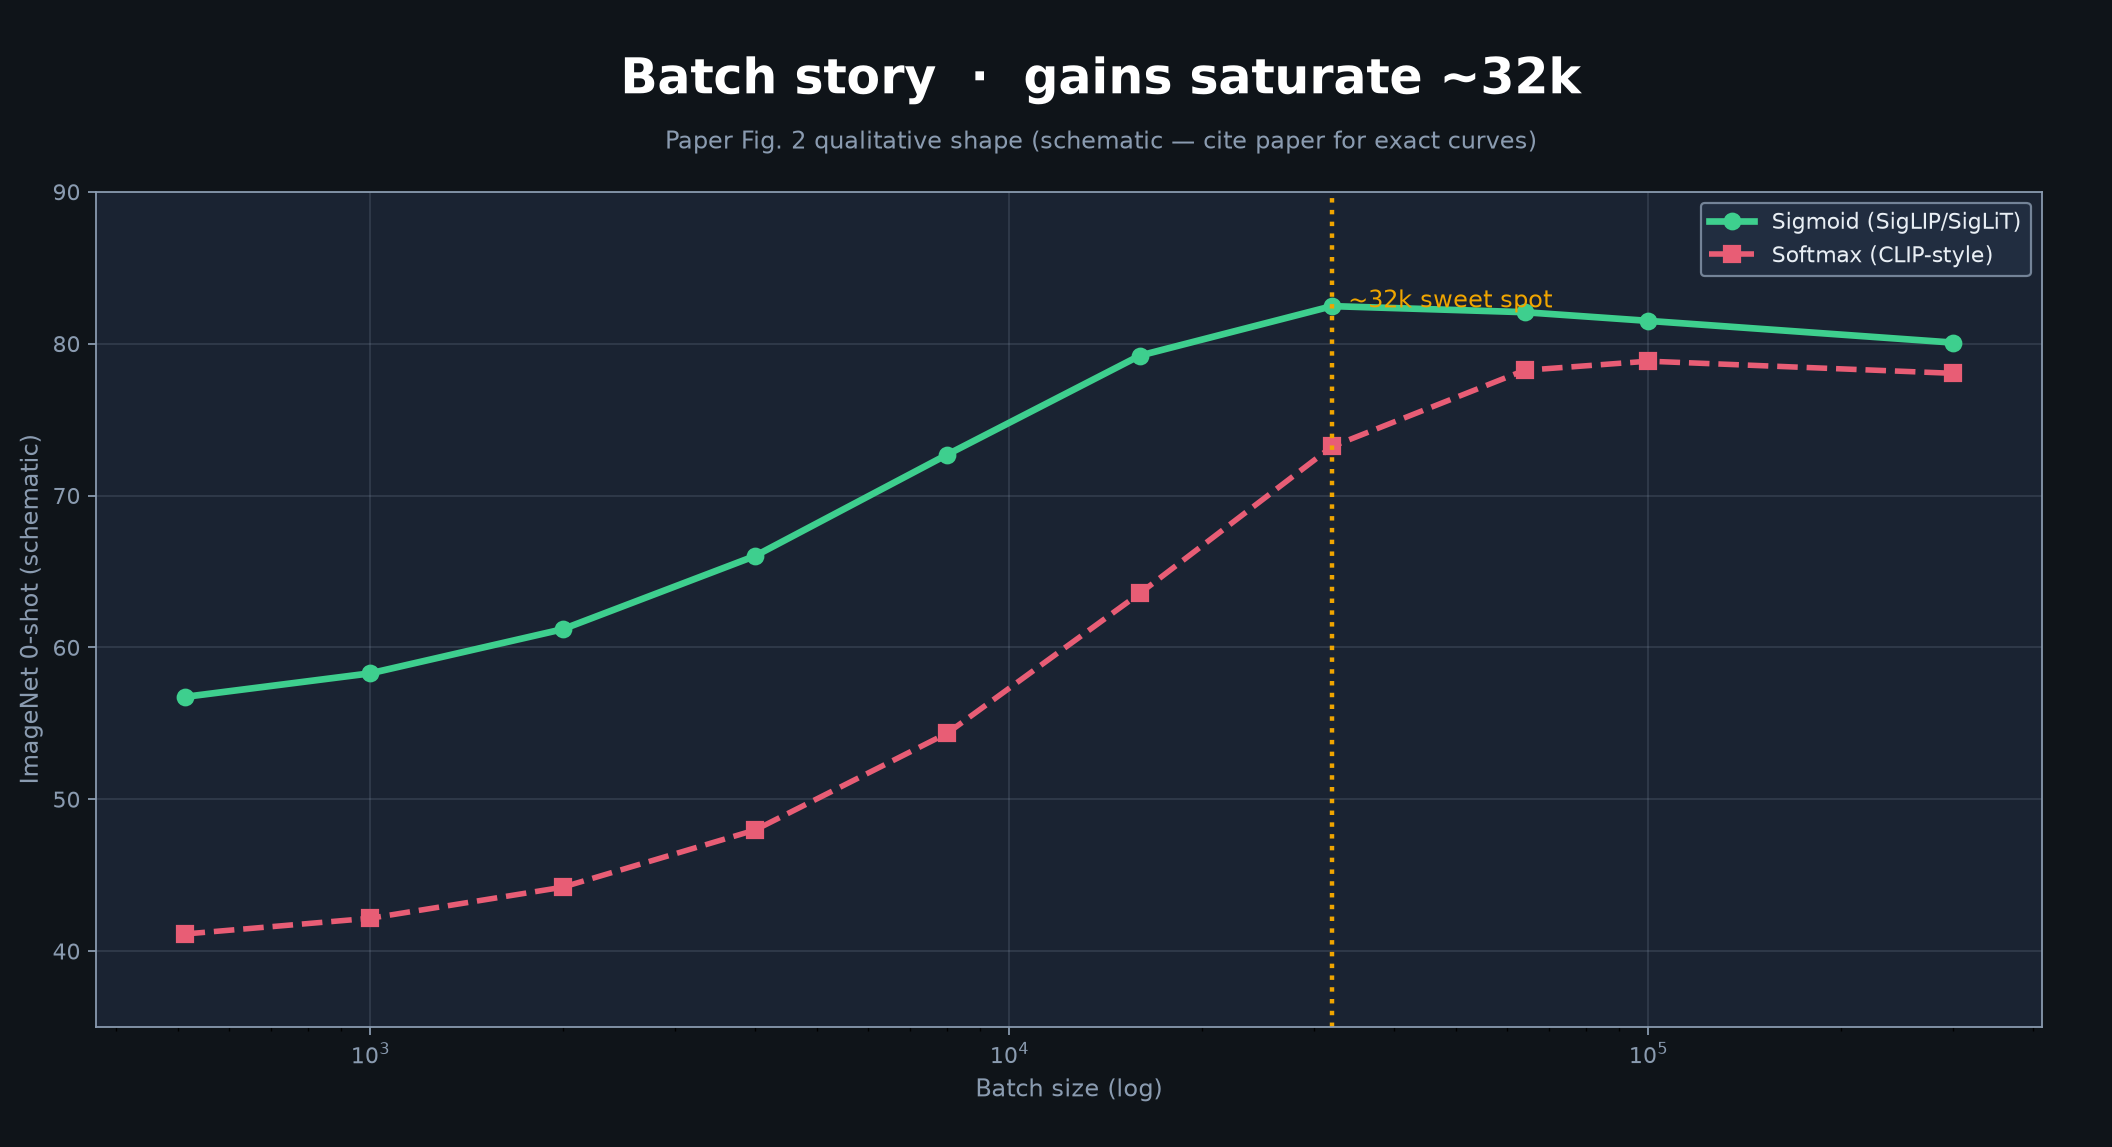 Batch story · gains saturate ~32k
Paper Fig. 2 qualitative shape (schematic — cite paper for exact curves)
90
80
70
60
50
40
ImageNet 0-shot (schematic)
Sigmoid (SigLIP/SigLiT)
Softmax (CLIP-style)
~32k sweet spot
10³
10⁴
10⁵
Batch size (log)